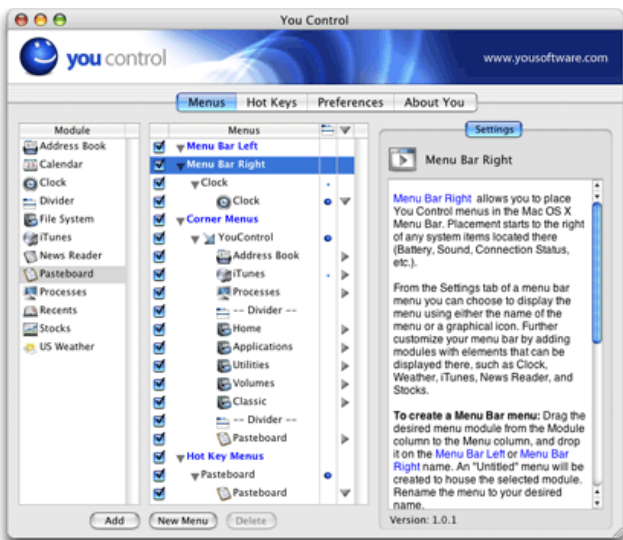 You Control
you control
www.yousoftware.com
Menus Hot Keys Preferences About You
Module
Address Book
Calendar
Clock
Divider
File System
iTunes
News Reader
Pasteboard
Processes
Recents
Stocks
US Weather
Menus
Menu Bar Left
Menu Bar Right
Clock
Clock
Corner Menus
YouControl
Address Book
iTunes
Processes
-- Divider --
Home
Applications
Utilities
Volumes
Classic
-- Divider --
Pasteboard
Hot Key Menus
Pasteboard
Pasteboard
Add New Menu Delete
Settings
Menu Bar Right
Menu Bar Right allows you to place
You Control menus in the Mac OS X
Menu Bar. Placement starts to the right
of any system items located there
(Battery, Sound, Connection Status,
etc.).
From the Settings tab of a menu bar
menu you can choose to display the
menu using either the name of the
menu or a graphical icon. Further
customize your menu bar by adding
modules with elements that can be
displayed there, such as Clock,
Weather, iTunes, News Reader, and
Stocks.
To create a Menu Bar menu: Drag the
desired menu module from the Module
column to the Menu column, and drop
it on the Menu Bar Left or Menu Bar
Right name. An "Untitled" menu will be
created to house the selected module.
Rename the menu to your desired
name.
Version: 1.0.1